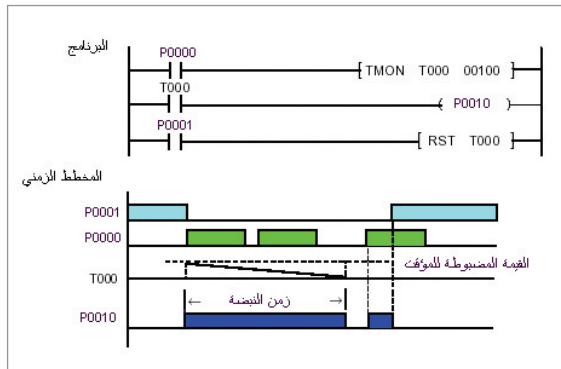 البرنامج
P0000
TMON T000 00100
T000
P0010
P0001
RST T000
المخطط الزمني
P0001
P0000
القيمة المضبوطة للمؤقت
T000
زمن النبضة
P0010